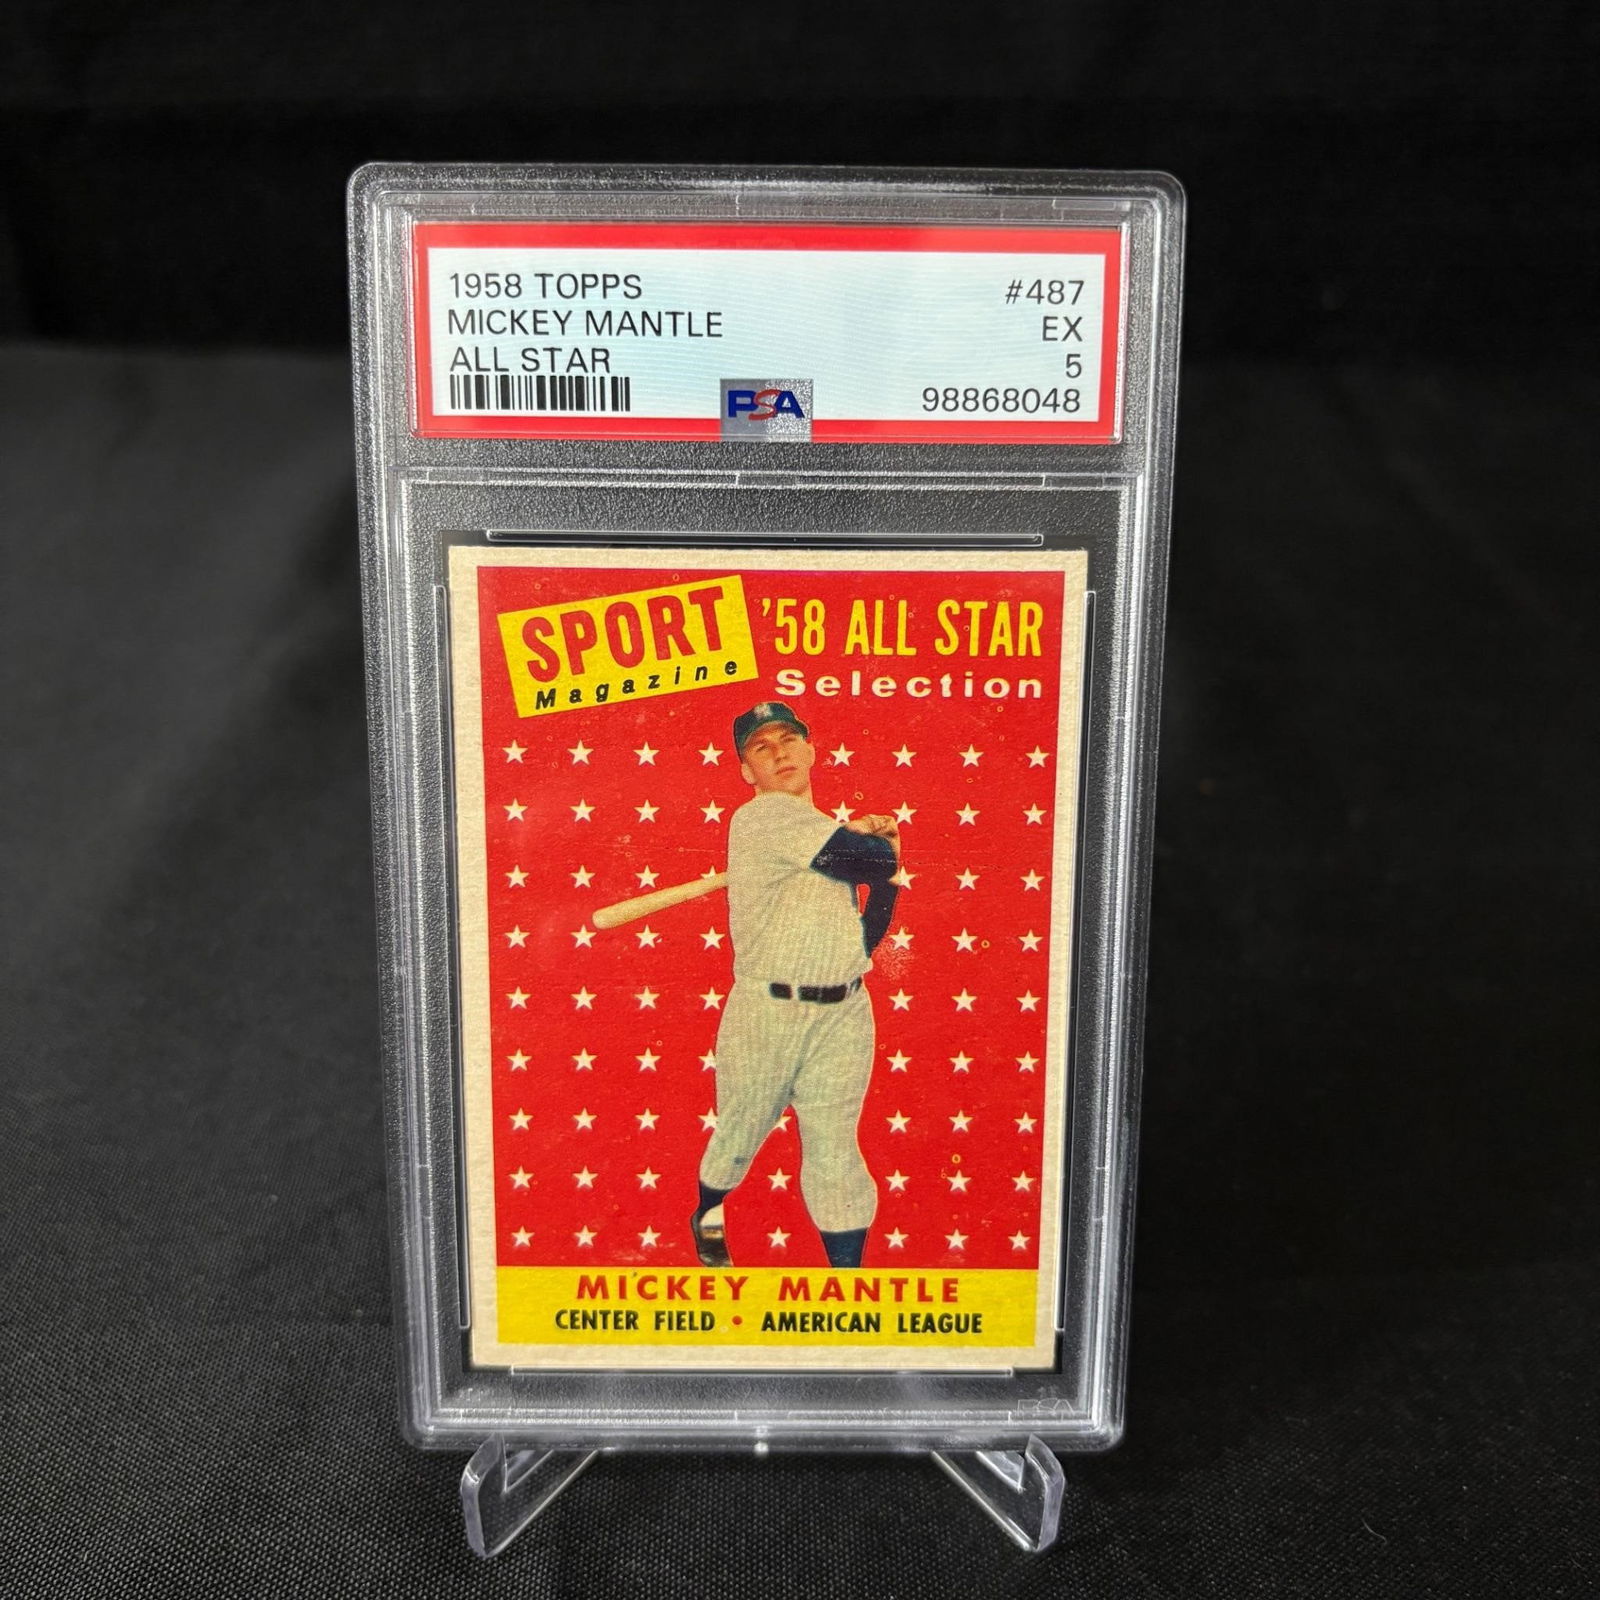 1958 TOPPS #487
MICKEY MANTLE EX
ALL STAR 5
PSA 98868048
SPORT
Magazine
'58 ALL STAR
Selection
MICKEY MANTLE
CENTER FIELD • AMERICAN LEAGUE
PSA